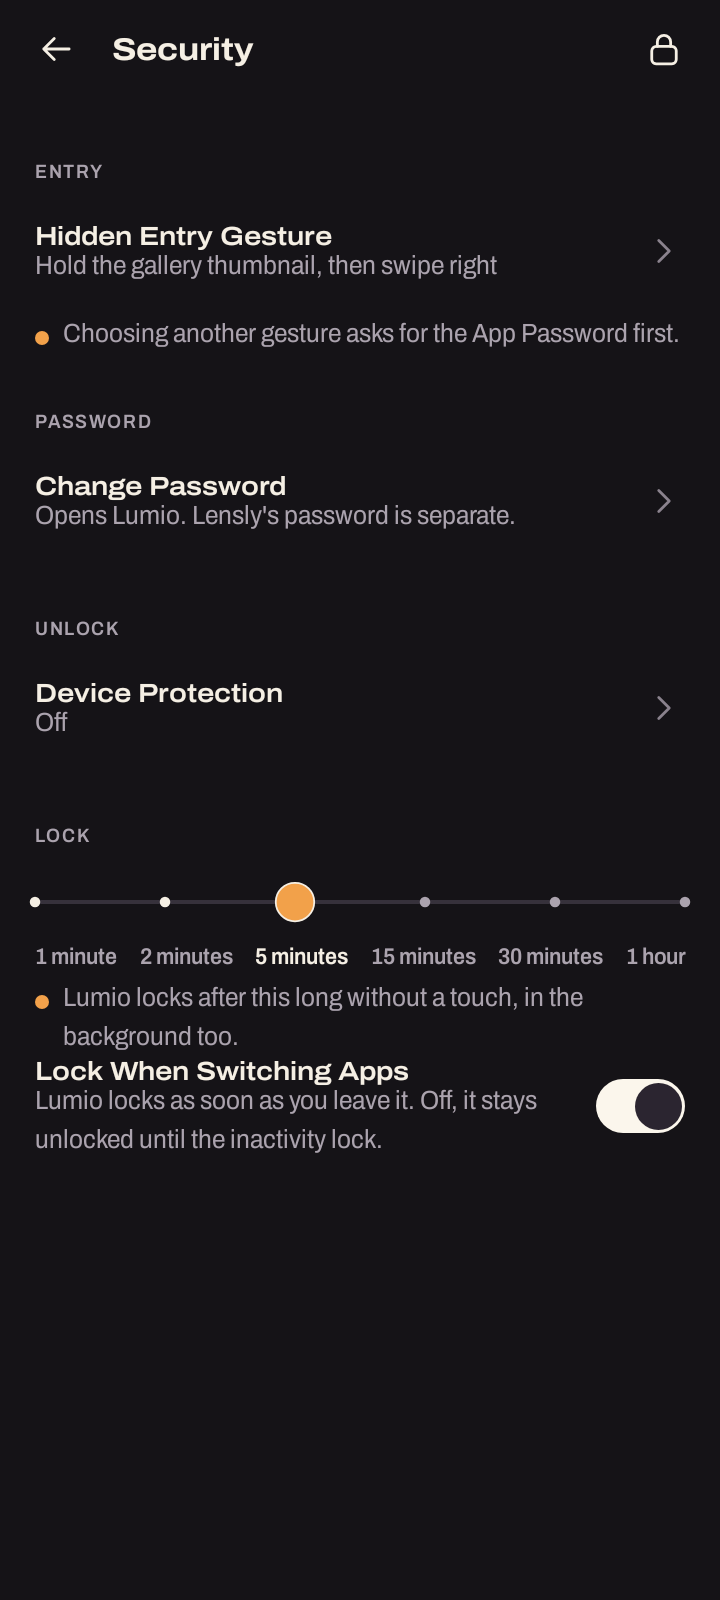 Security
ENTRY
Hidden Entry Gesture
Hold the gallery thumbnail, then swipe right
Choosing another gesture asks for the App Password first.
PASSWORD
Change Password
Opens Lumio. Lensly's password is separate.
UNLOCK
Device Protection
Off
LOCK
1 minute 2 minutes 5 minutes 15 minutes 30 minutes 1 hour
Lumio locks after this long without a touch, in the
background too.
Lock When Switching Apps
Lumio locks as soon as you leave it. Off, it stays
unlocked until the inactivity lock.